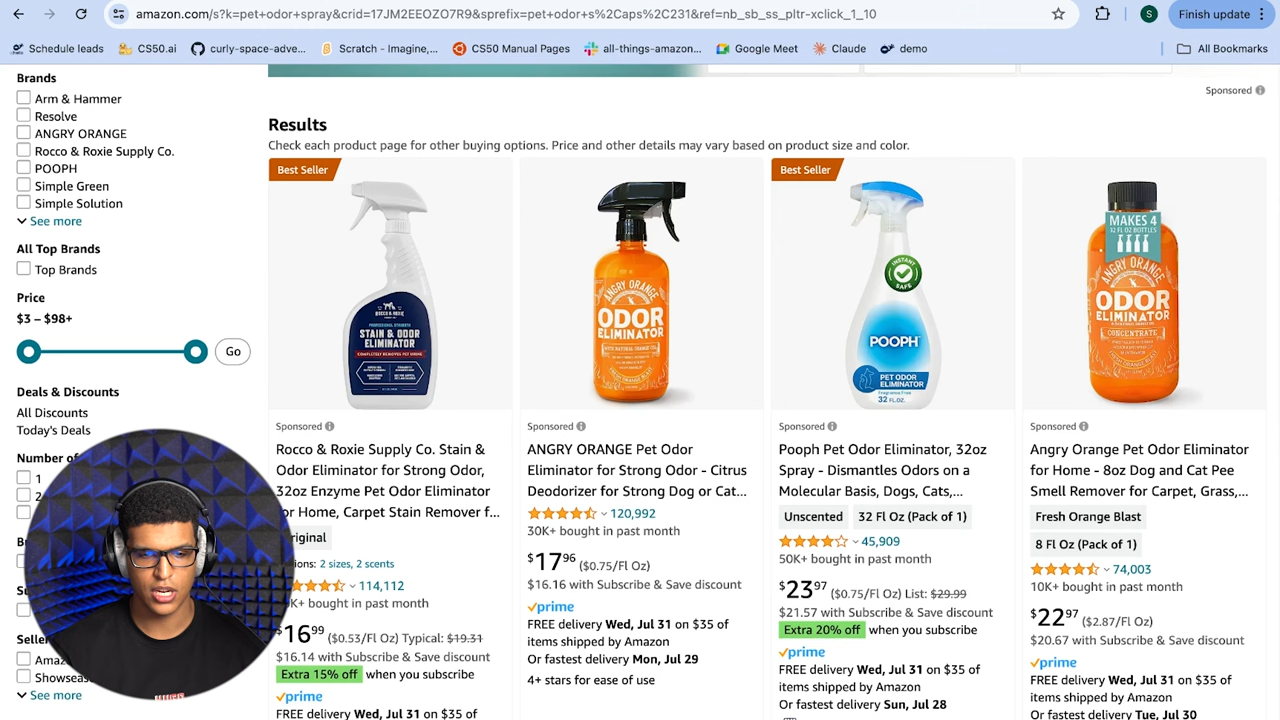 amazon.com/s?k=pet+odor+spray&crid=17JM2EEOZO7R9&sprefix=pet+odor+s%2Caps%2C231&ref=nb_sb_ss_pltr-xclick_1_10
S
Finish update
Schedule leads
CS50.ai
curly-space-adve...
Scratch - Imagine,...
CS50 Manual Pages
all-things-amazon...
Google Meet
Claude
demo
All Bookmarks
Sponsored
Brands
Arm & Hammer
Resolve
ANGRY ORANGE
Rocco & Roxie Supply Co.
POOPH
Simple Green
Simple Solution
See more
All Top Brands
Top Brands
Price
$3 – $98+
Go
Deals & Discounts
All Discounts
Today's Deals
Number of
1
2
Seller
Amaz
Showseas
See more
Results
Check each product page for other buying options. Price and other details may vary based on product size and color.
Best Seller
ROCCO & ROXIE
PROFESSIONAL STRENGTH
STAIN & ODOR
ELIMINATOR
COMPLETELY REMOVES PET URINE
Sponsored
Rocco & Roxie Supply Co. Stain &
Odor Eliminator for Strong Odor,
32oz Enzyme Pet Odor Eliminator
or Home, Carpet Stain Remover f...
riginal
ions: 2 sizes, 2 scents
114,112
K+ bought in past month
$16.99 ($0.53/Fl Oz) Typical: $19.31
$16.14 with Subscribe & Save discount
Extra 15% off when you subscribe
prime
FREE delivery Wed, Jul 31 on $35 of
ANGRY ORANGE
ODOR
ELIMINATOR
Sponsored
ANGRY ORANGE Pet Odor
Eliminator for Strong Odor - Citrus
Deodorizer for Strong Dog or Cat...
120,992
30K+ bought in past month
$17.96 ($0.75/Fl Oz)
$16.16 with Subscribe & Save discount
prime
FREE delivery Wed, Jul 31 on $35 of
items shipped by Amazon
Or fastest delivery Mon, Jul 29
4+ stars for ease of use
Best Seller
INSTANT
SAFE
POOPH
PET ODOR
ELIMINATOR
Fragrance Free
32 FL.OZ.
Sponsored
Pooph Pet Odor Eliminator, 32oz
Spray - Dismantles Odors on a
Molecular Basis, Dogs, Cats,...
Unscented 32 Fl Oz (Pack of 1)
45,909
50K+ bought in past month
$23.97 ($0.75/Fl Oz) List: $29.99
$21.57 with Subscribe & Save discount
Extra 20% off when you subscribe
prime
FREE delivery Wed, Jul 31 on $35 of
items shipped by Amazon
Or fastest delivery Sun, Jul 28
MAKES 4
32 FL OZ BOTTLES
ANGRY ORANGE
ODOR
ELIMINATOR
CONCENTRATE
Sponsored
Angry Orange Pet Odor Eliminator
for Home - 8oz Dog and Cat Pee
Smell Remover for Carpet, Grass,...
Fresh Orange Blast
8 Fl Oz (Pack of 1)
74,003
10K+ bought in past month
$22.97 ($2.87/Fl Oz)
$20.67 with Subscribe & Save discount
prime
FREE delivery Wed, Jul 31 on $35 of
items shipped by Amazon
Or fastest delivery Tue, Jul 30